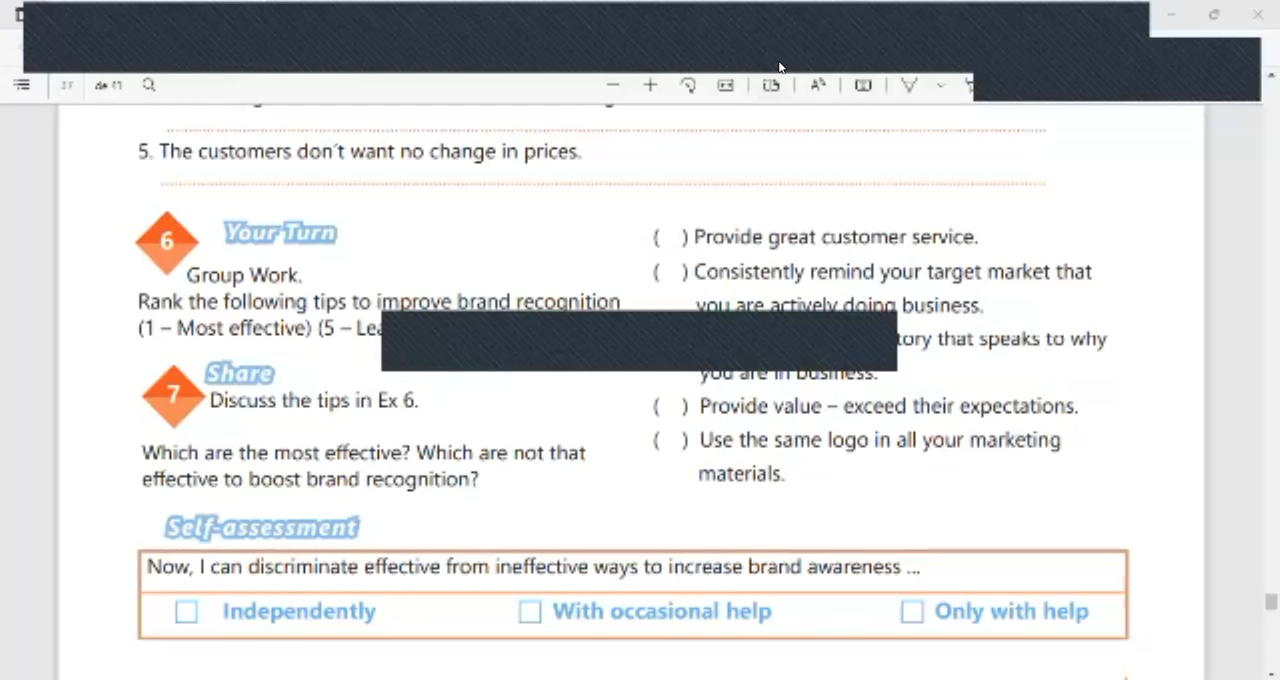 37 de 41
5. The customers don´t want no change in prices.
6
Your Turn
Group Work.
Rank the following tips to improve brand recognition
(1 – Most effective) (5 –
( ) Provide great customer service.
( ) Consistently remind your target market that
you are actively doing business.
that speaks to why
you are in business.
( ) Provide value – exceed their expectations.
( ) Use the same logo in all your marketing
materials.
7
Share
Discuss the tips in Ex 6.
Which are the most effective? Which are not that
effective to boost brand recognition?
Self-assessment
Now, I can discriminate effective from ineffective ways to increase brand awareness ...
Independently
With occasional help
Only with help